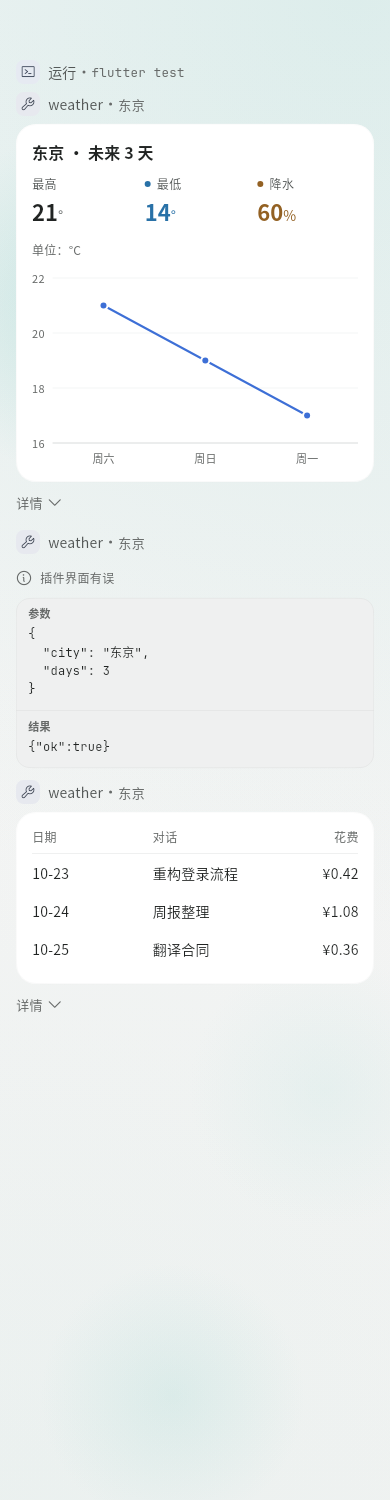 运行・flutter test
weather・东京
东京 · 未来 3 天
最高 最低 降水
21° 14° 60%
单位：℃
22
20
18
16
周六 周日 周一
详情
weather・东京
插件界面有误
参数
{
  "city": "东京",
  "days": 3
}
结果
{"ok":true}
weather・东京
日期 对话 花费
10-23 重构登录流程 ¥0.42
10-24 周报整理 ¥1.08
10-25 翻译合同 ¥0.36
详情